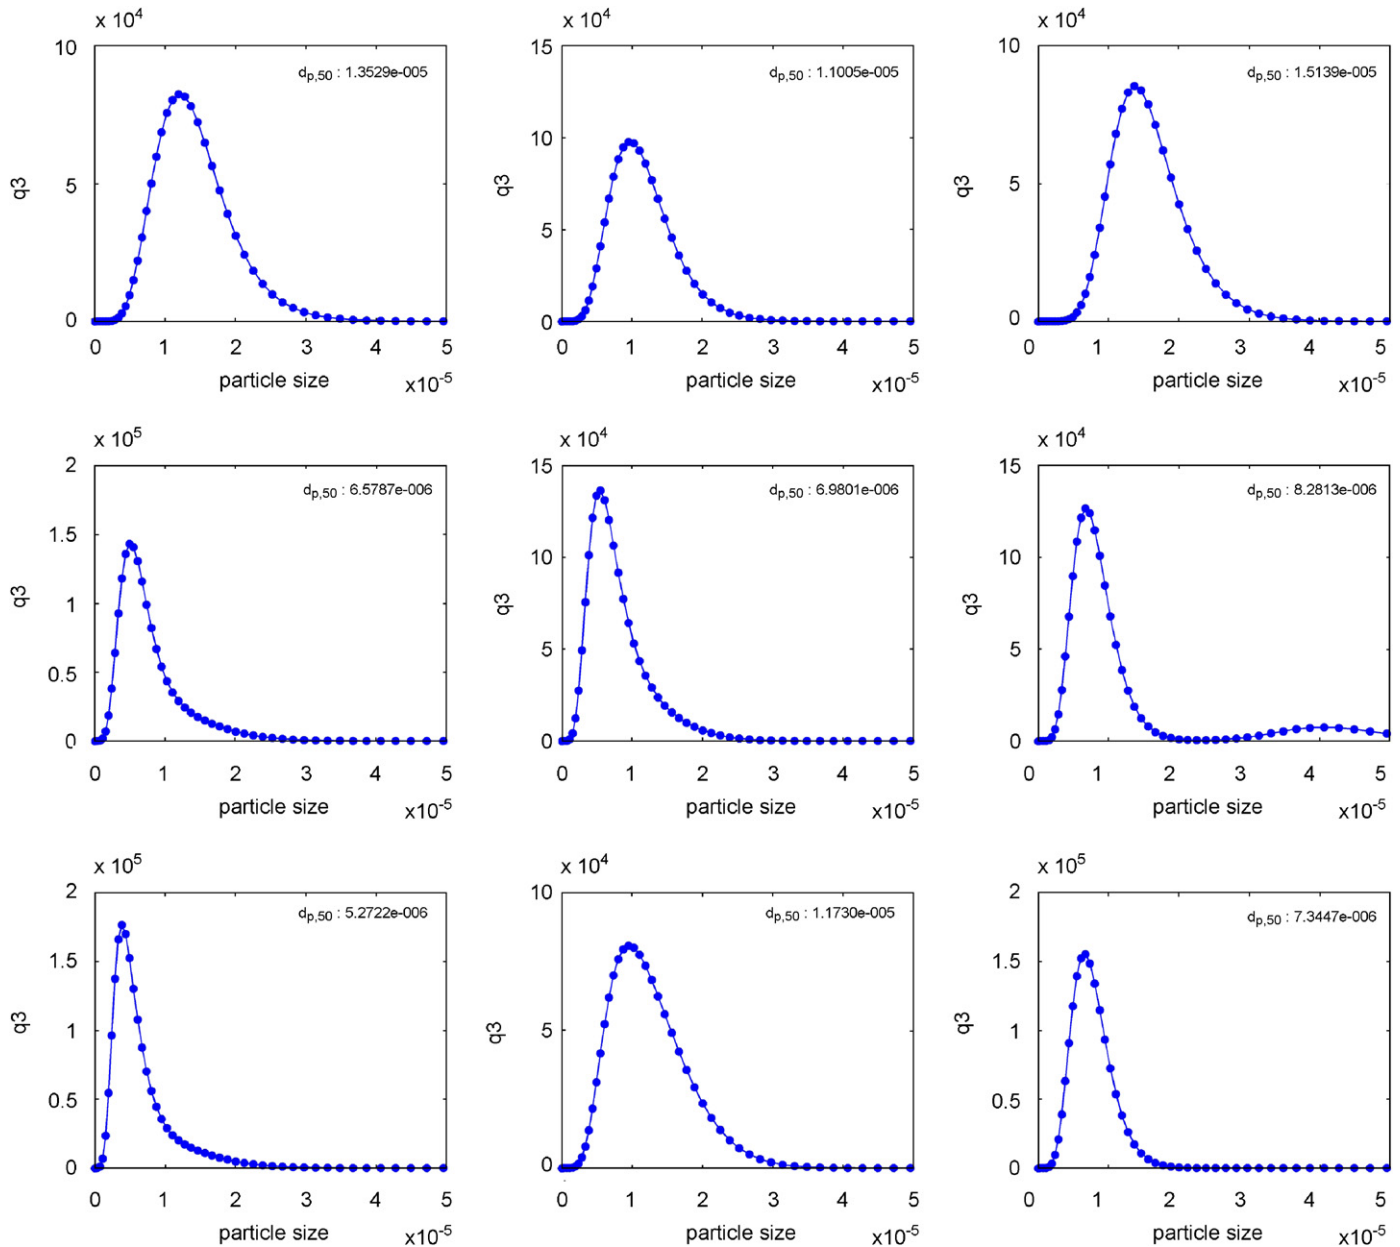 x 10^4
10
5
0
q3
d_p,50 : 1.3529e-005
0 1 2 3 4 5
particle size
x10^-5
x 10^4
15
10
5
0
q3
d_p,50 : 1.1005e-005
0 1 2 3 4 5
particle size
x10^-5
x 10^4
10
5
0
q3
d_p,50 : 1.5139e-005
0 1 2 3 4 5
particle size
x10^-5
x 10^5
2
1.5
1
0.5
0
q3
d_p,50 : 6.5787e-006
0 1 2 3 4 5
particle size
x10^-5
x 10^4
15
10
5
0
q3
d_p,50 : 6.9801e-006
0 1 2 3 4 5
particle size
x10^-5
x 10^4
15
10
5
0
q3
d_p,50 : 8.2813e-006
0 1 2 3 4 5
particle size
x10^-5
x 10^5
2
1.5
1
0.5
0
q3
d_p,50 : 5.2722e-006
0 1 2 3 4 5
particle size
x10^-5
x 10^4
10
5
0
q3
d_p,50 : 1.1730e-005
0 1 2 3 4 5
particle size
x10^-5
x 10^5
2
1.5
1
0.5
0
q3
d_p,50 : 7.3447e-006
0 1 2 3 4 5
particle size
x10^-5